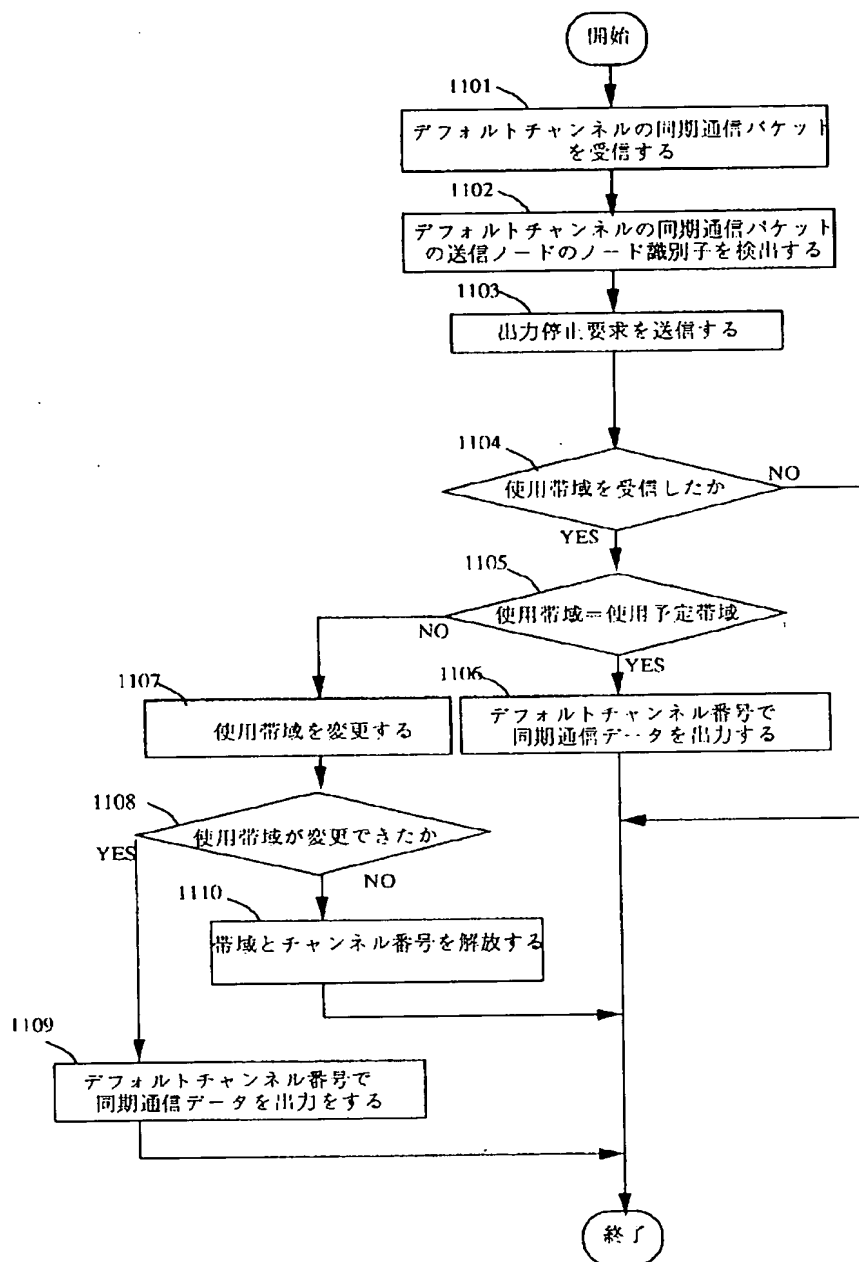 開始
1101
デフォルトチャンネルの同期通信パケット
を受信する
1102
デフォルトチャンネルの同期通信パケット
の送信ノードのノード識別子を検出する
1103
出力停止要求を送信する
1104
使用帯域を受信したか
NO
YES
1105
使用帯域=使用予定帯域
NO
YES
1107
使用帯域を変更する
1106
デフォルトチャンネル番号で
同期通信データを出力する
1108
使用帯域が変更できたか
YES
NO
1110
帯域とチャンネル番号を解放する
1109
デフォルトチャンネル番号で
同期通信データを出力をする
終了